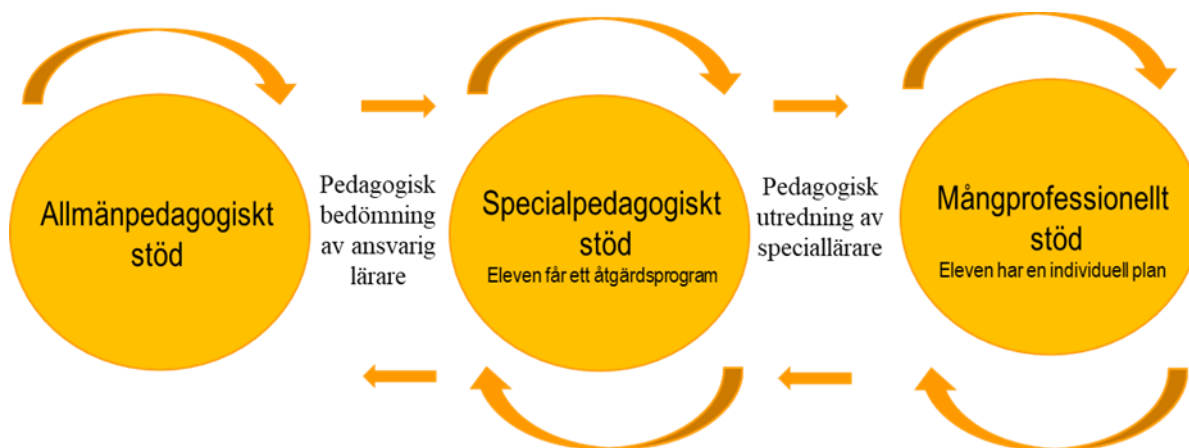 Allmänpedagogiskt
stöd
Pedagogisk
bedömning
av ansvarig
lärare
Specialpedagogiskt
stöd
Eleven får ett åtgärdsprogram
Pedagogisk
utredning av
speciallärare
Mångprofessionellt
stöd
Eleven har en individuell plan